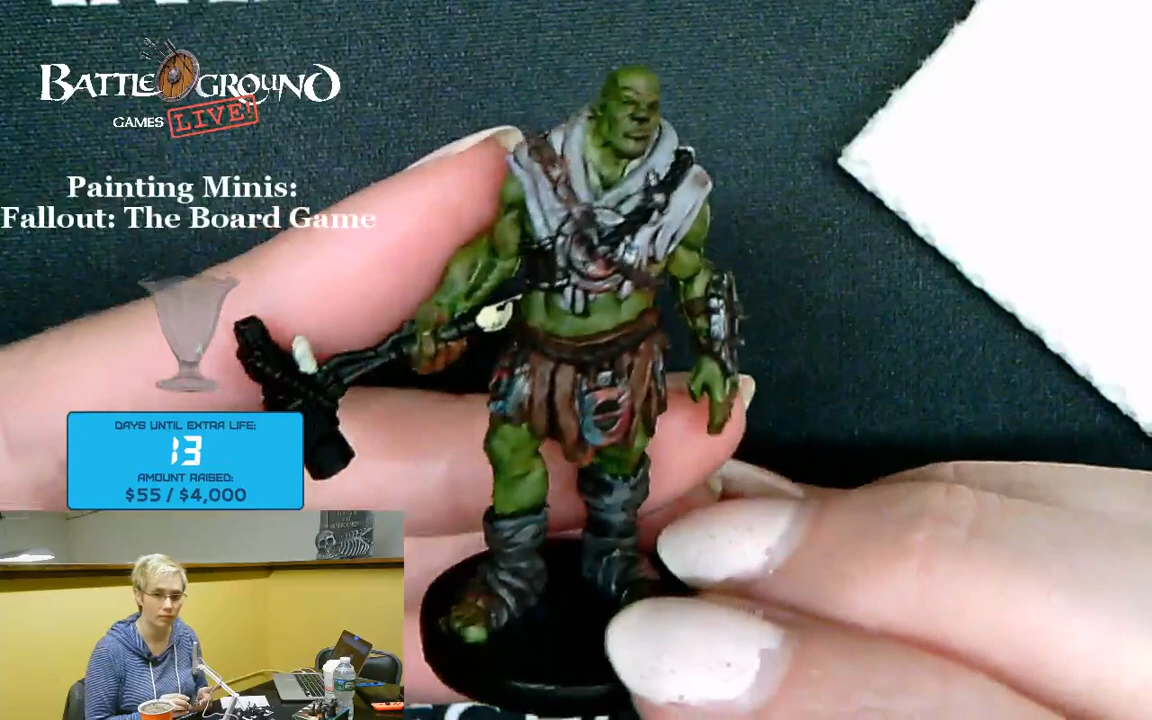 BATTLEGROUND
GAMES LIVE!
Painting Minis:
Fallout: The Board Game
DAYS UNTIL EXTRA LIFE:
13
AMOUNT RAISED:
$55 / $4,000